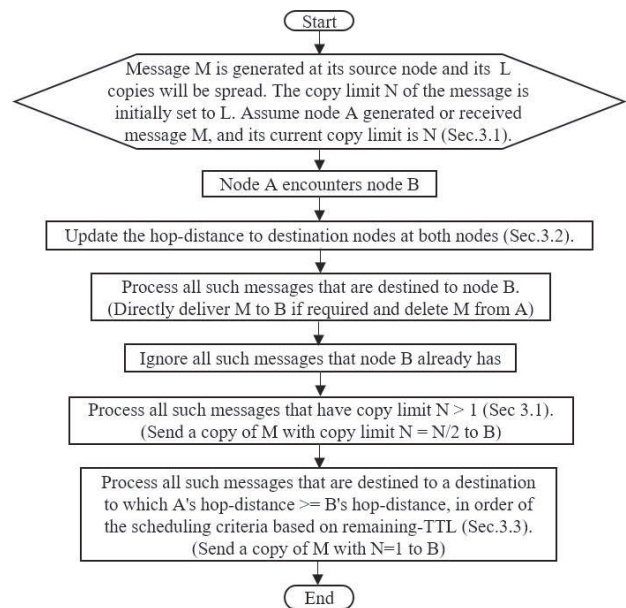 Start
Message M is generated at its source node and its L
copies will be spread. The copy limit N of the message is
initially set to L. Assume node A generated or received
message M, and its current copy limit is N (Sec.3.1).
Node A encounters node B
Update the hop-distance to destination nodes at both nodes (Sec.3.2).
Process all such messages that are destined to node B.
(Directly deliver M to B if required and delete M from A)
Ignore all such messages that node B already has
Process all such messages that have copy limit N > 1 (Sec 3.1).
(Send a copy of M with copy limit N = N/2 to B)
Process all such messages that are destined to a destination
to which A's hop-distance >= B's hop-distance, in order of
the scheduling criteria based on remaining-TTL (Sec.3.3).
(Send a copy of M with N=1 to B)
End